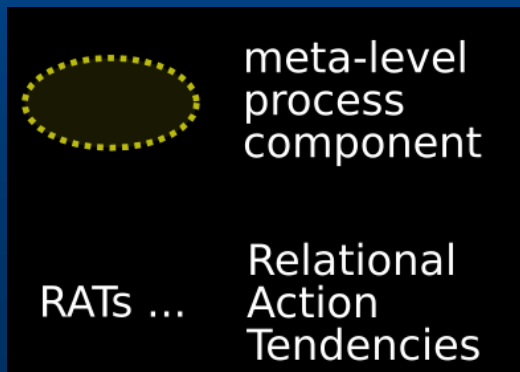 meta-level
process
component
RATs ...
Relational
Action
Tendencies